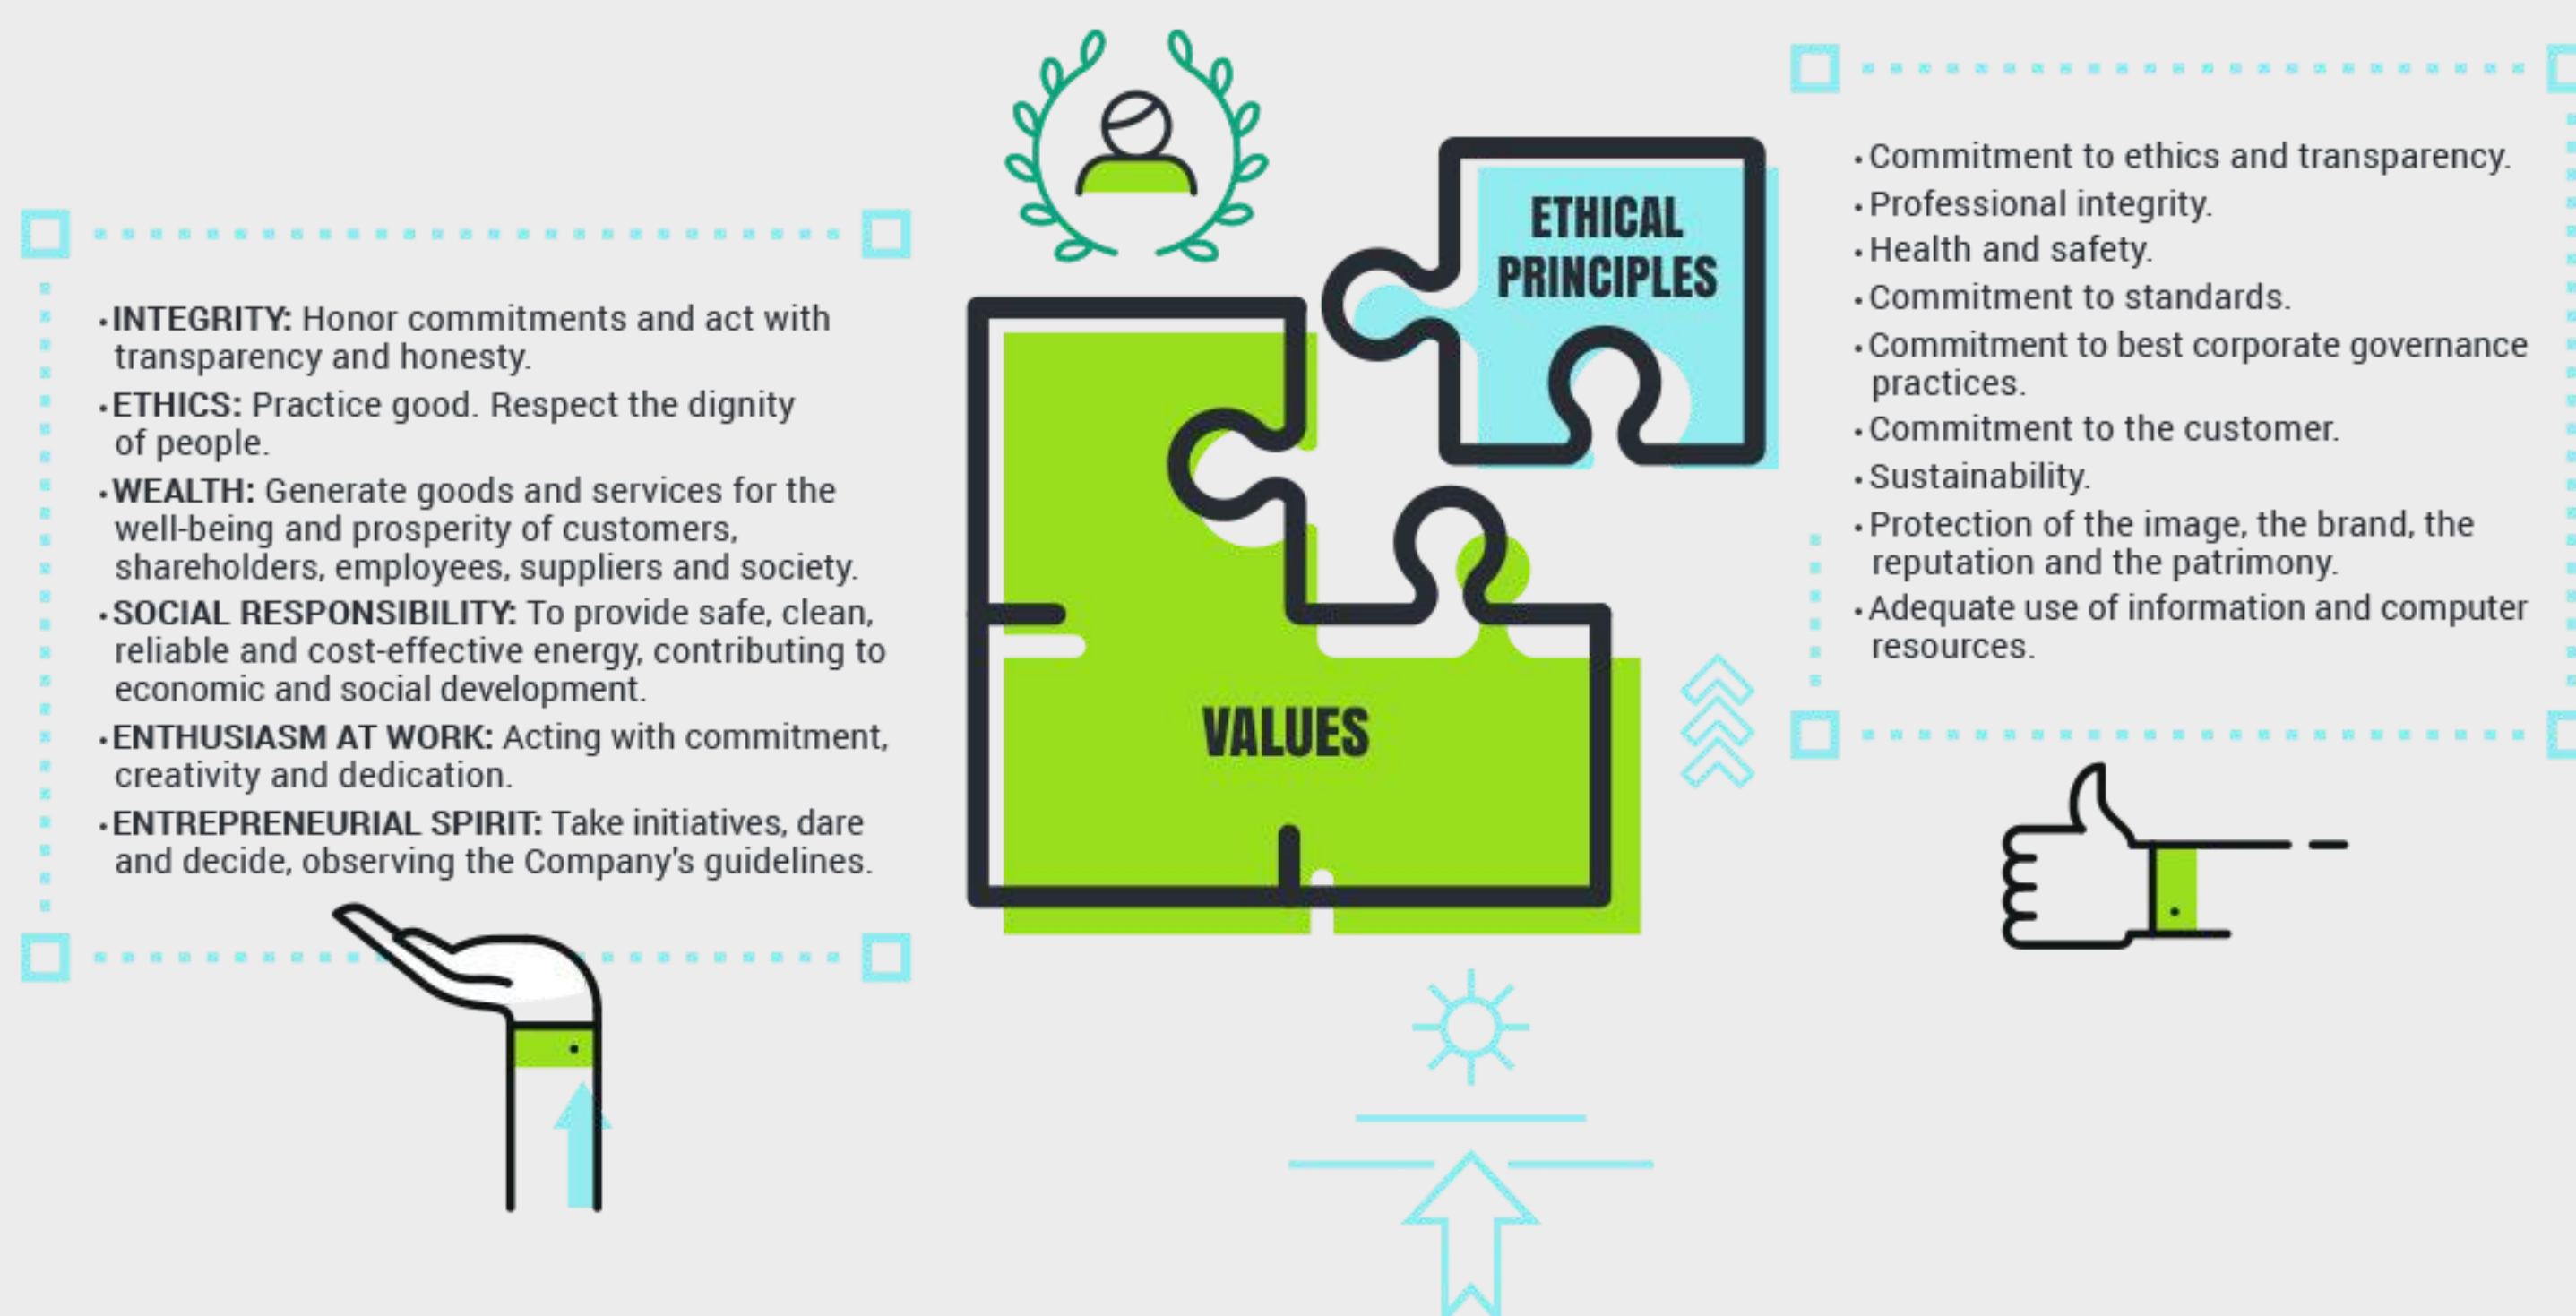 •INTEGRITY: Honor commitments and act with
transparency and honesty.
•ETHICS: Practice good. Respect the dignity
of people.
•WEALTH: Generate goods and services for the
well-being and prosperity of customers,
shareholders, employees, suppliers and society.
•SOCIAL RESPONSIBILITY: To provide safe, clean,
reliable and cost-effective energy, contributing to
economic and social development.
•ENTHUSIASM AT WORK: Acting with commitment,
creativity and dedication.
•ENTREPRENEURIAL SPIRIT: Take initiatives, dare
and decide, observing the Company's guidelines.
VALUES
ETHICAL
PRINCIPLES
•Commitment to ethics and transparency.
•Professional integrity.
•Health and safety.
•Commitment to standards.
•Commitment to best corporate governance
practices.
•Commitment to the customer.
•Sustainability.
•Protection of the image, the brand, the
reputation and the patrimony.
•Adequate use of information and computer
resources.